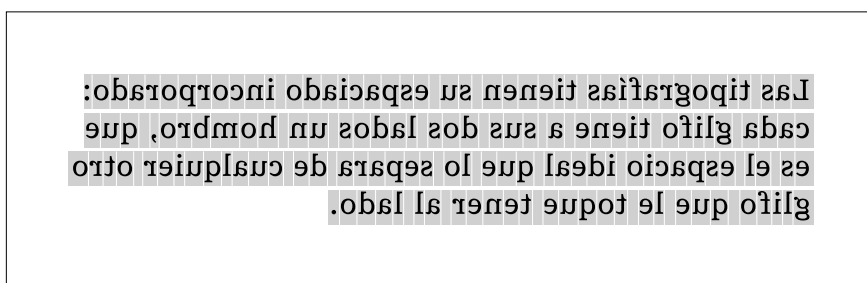 Las tipografías tienen su espaciado incorporado:
cada glifo tiene a sus dos lados un hombro, que
es el espacio ideal que lo separa de cualquier otro
glifo que le toque tener al lado.